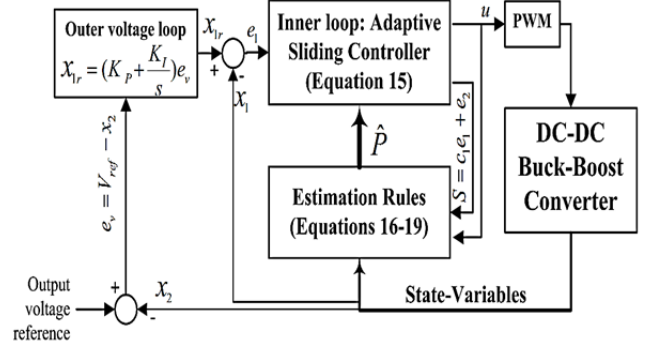 Outer voltage loop
X1r = (KP + KI/s)ev
X1r
+
-
e1
X1
Inner loop: Adaptive
Sliding Controller
(Equation 15)
u
PWM
P̂
S = c1e1 + e2
DC-DC
Buck-Boost
Converter
Estimation Rules
(Equations 16-19)
ev = Vref - x2
Output
voltage
reference
+
-
X2
State-Variables